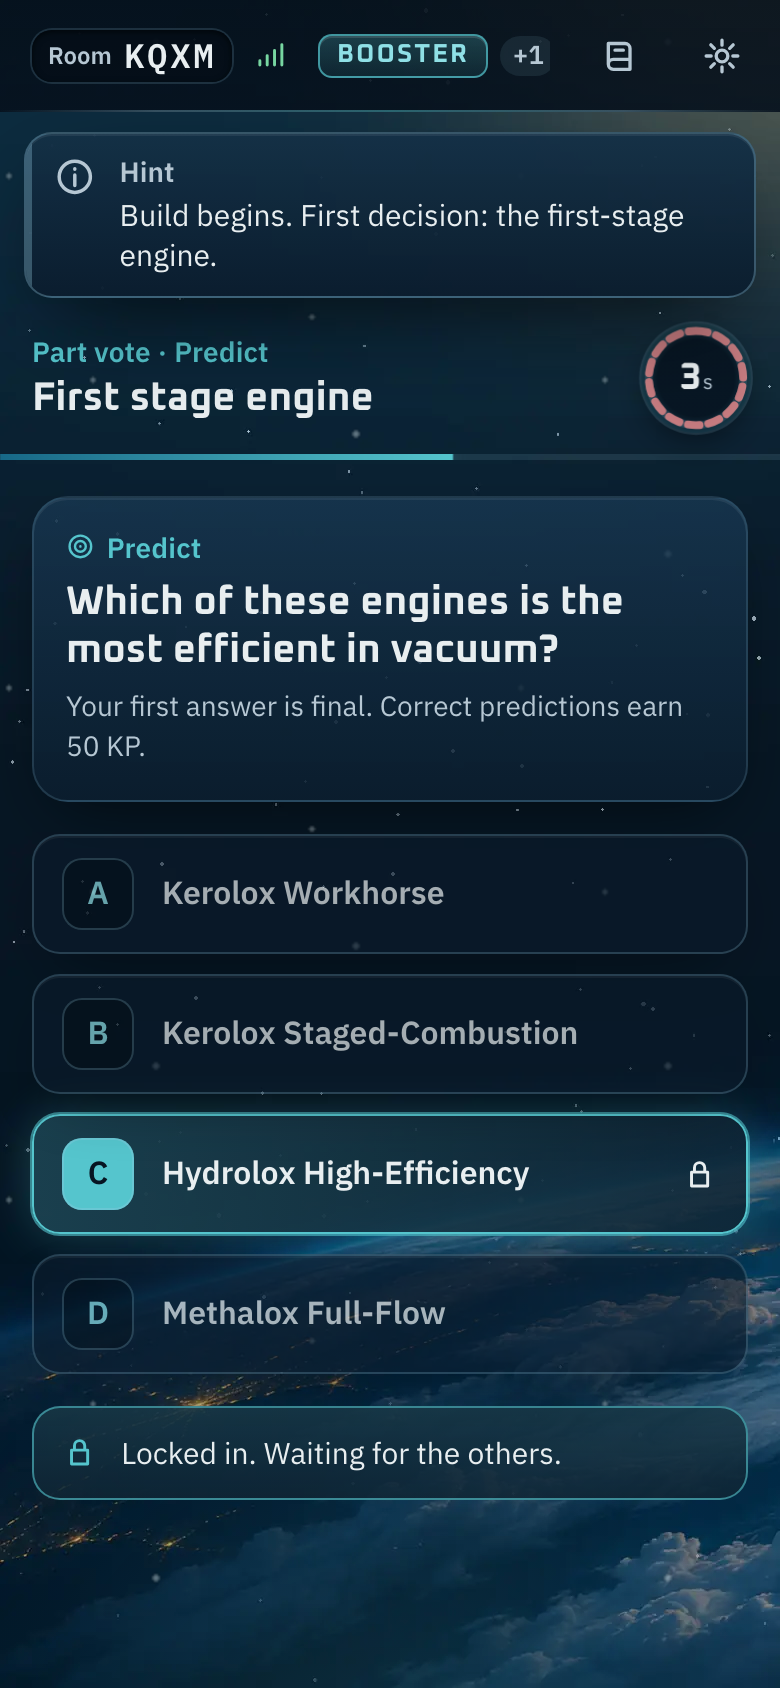 Room KQXM BOOSTER +1
Hint
Build begins. First decision: the first-stage
engine.
Part vote · Predict
First stage engine
3s
Predict
Which of these engines is the
most efficient in vacuum?
Your first answer is final. Correct predictions earn
50 KP.
A Kerolox Workhorse
B Kerolox Staged-Combustion
C Hydrolox High-Efficiency
D Methalox Full-Flow
Locked in. Waiting for the others.